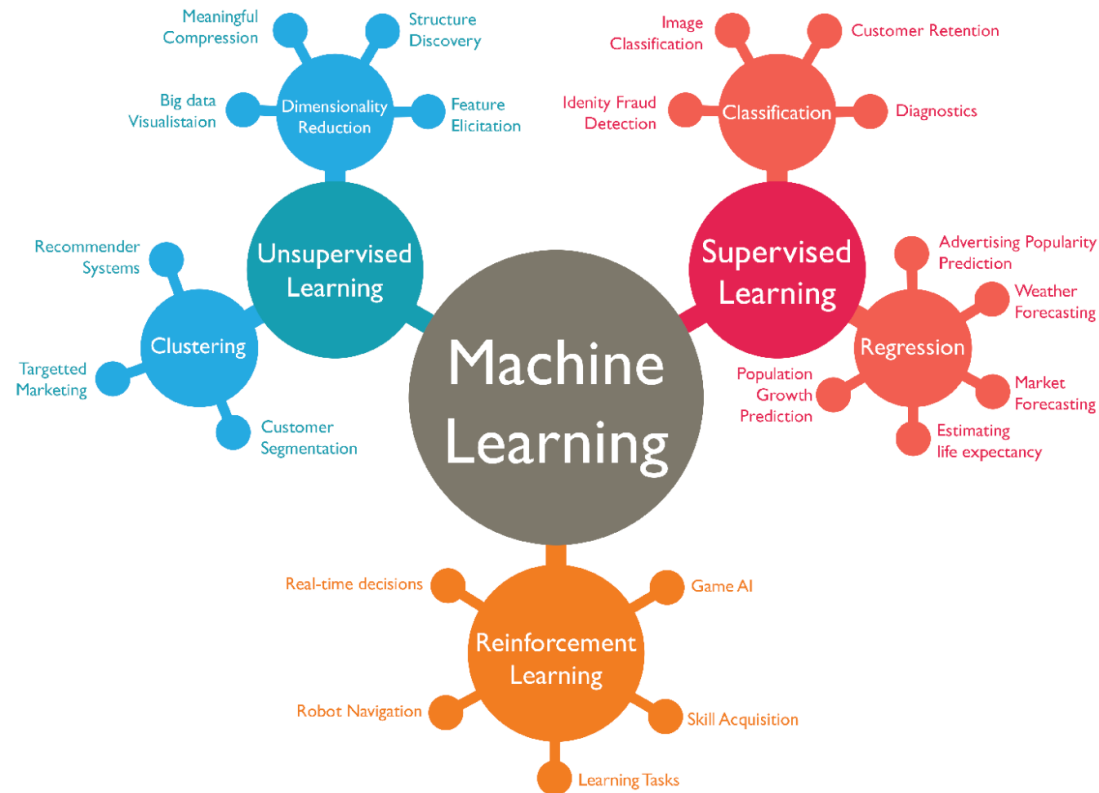 Meaningful
Compression
Structure
Discovery
Big data
Visualistaion
Dimensionality
Reduction
Feature
Elicitation
Image
Classification
Customer Retention
Idenity Fraud
Detection
Classification
Diagnostics
Recommender
Systems
Unsupervised
Learning
Clustering
Targetted
Marketing
Customer
Segmentation
Supervised
Learning
Advertising Popularity
Prediction
Weather
Forecasting
Regression
Population
Growth
Prediction
Market
Forecasting
Estimating
life expectancy
Machine
Learning
Real-time decisions
Game AI
Reinforcement
Learning
Robot Navigation
Skill Acquisition
Learning Tasks